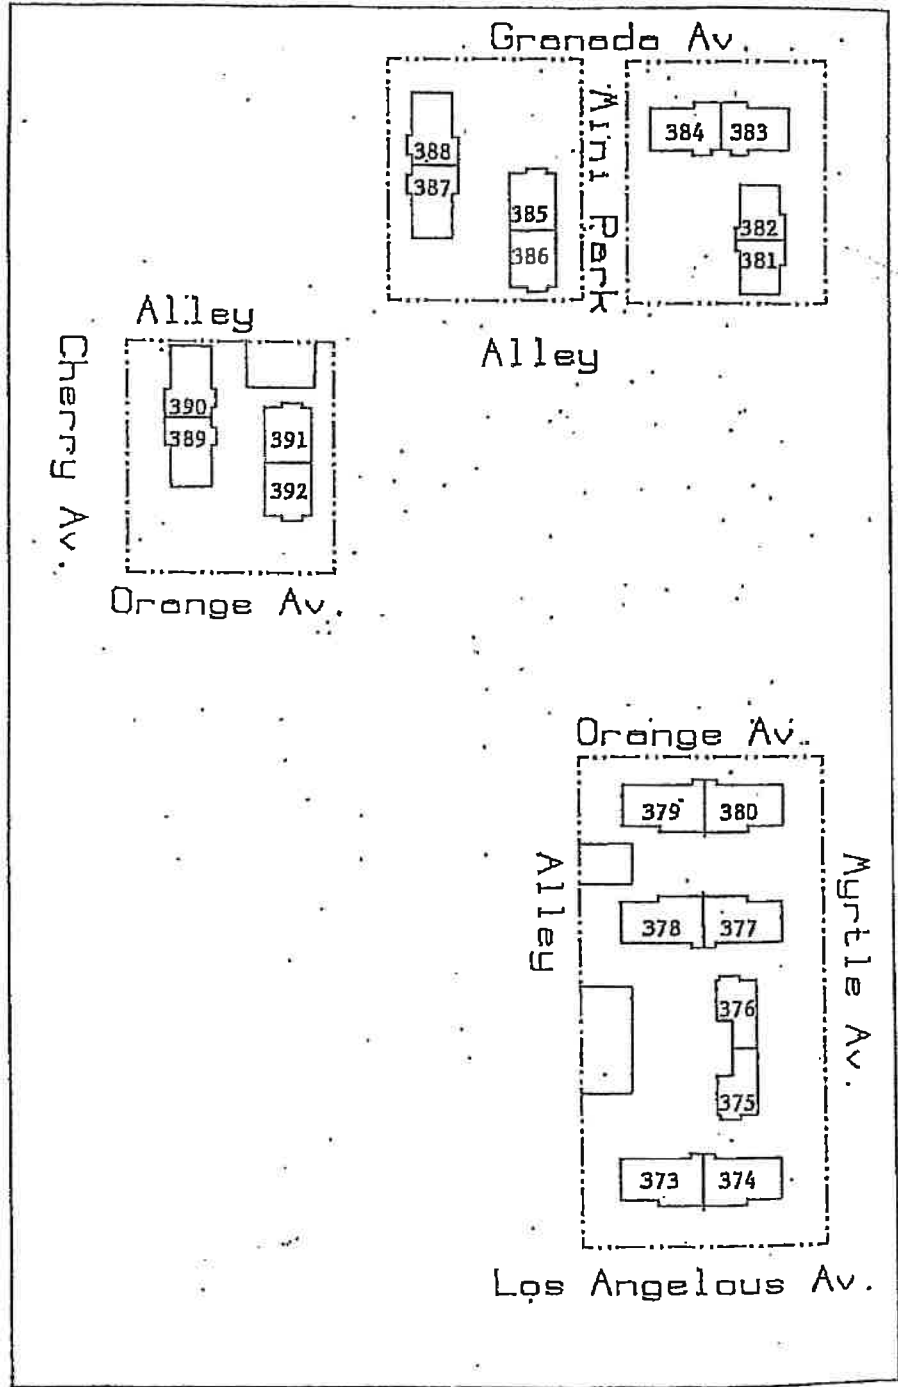 Granada Av.
Mini Park
384 383
388
387
385
386
382
381
Alley
Alley
Cherry Av.
390
389
391
392
Orange Av.
Orange Av.
379 380
Alley
Myrtle Av.
378 377
376
375
373 374
Los Angelous Av.